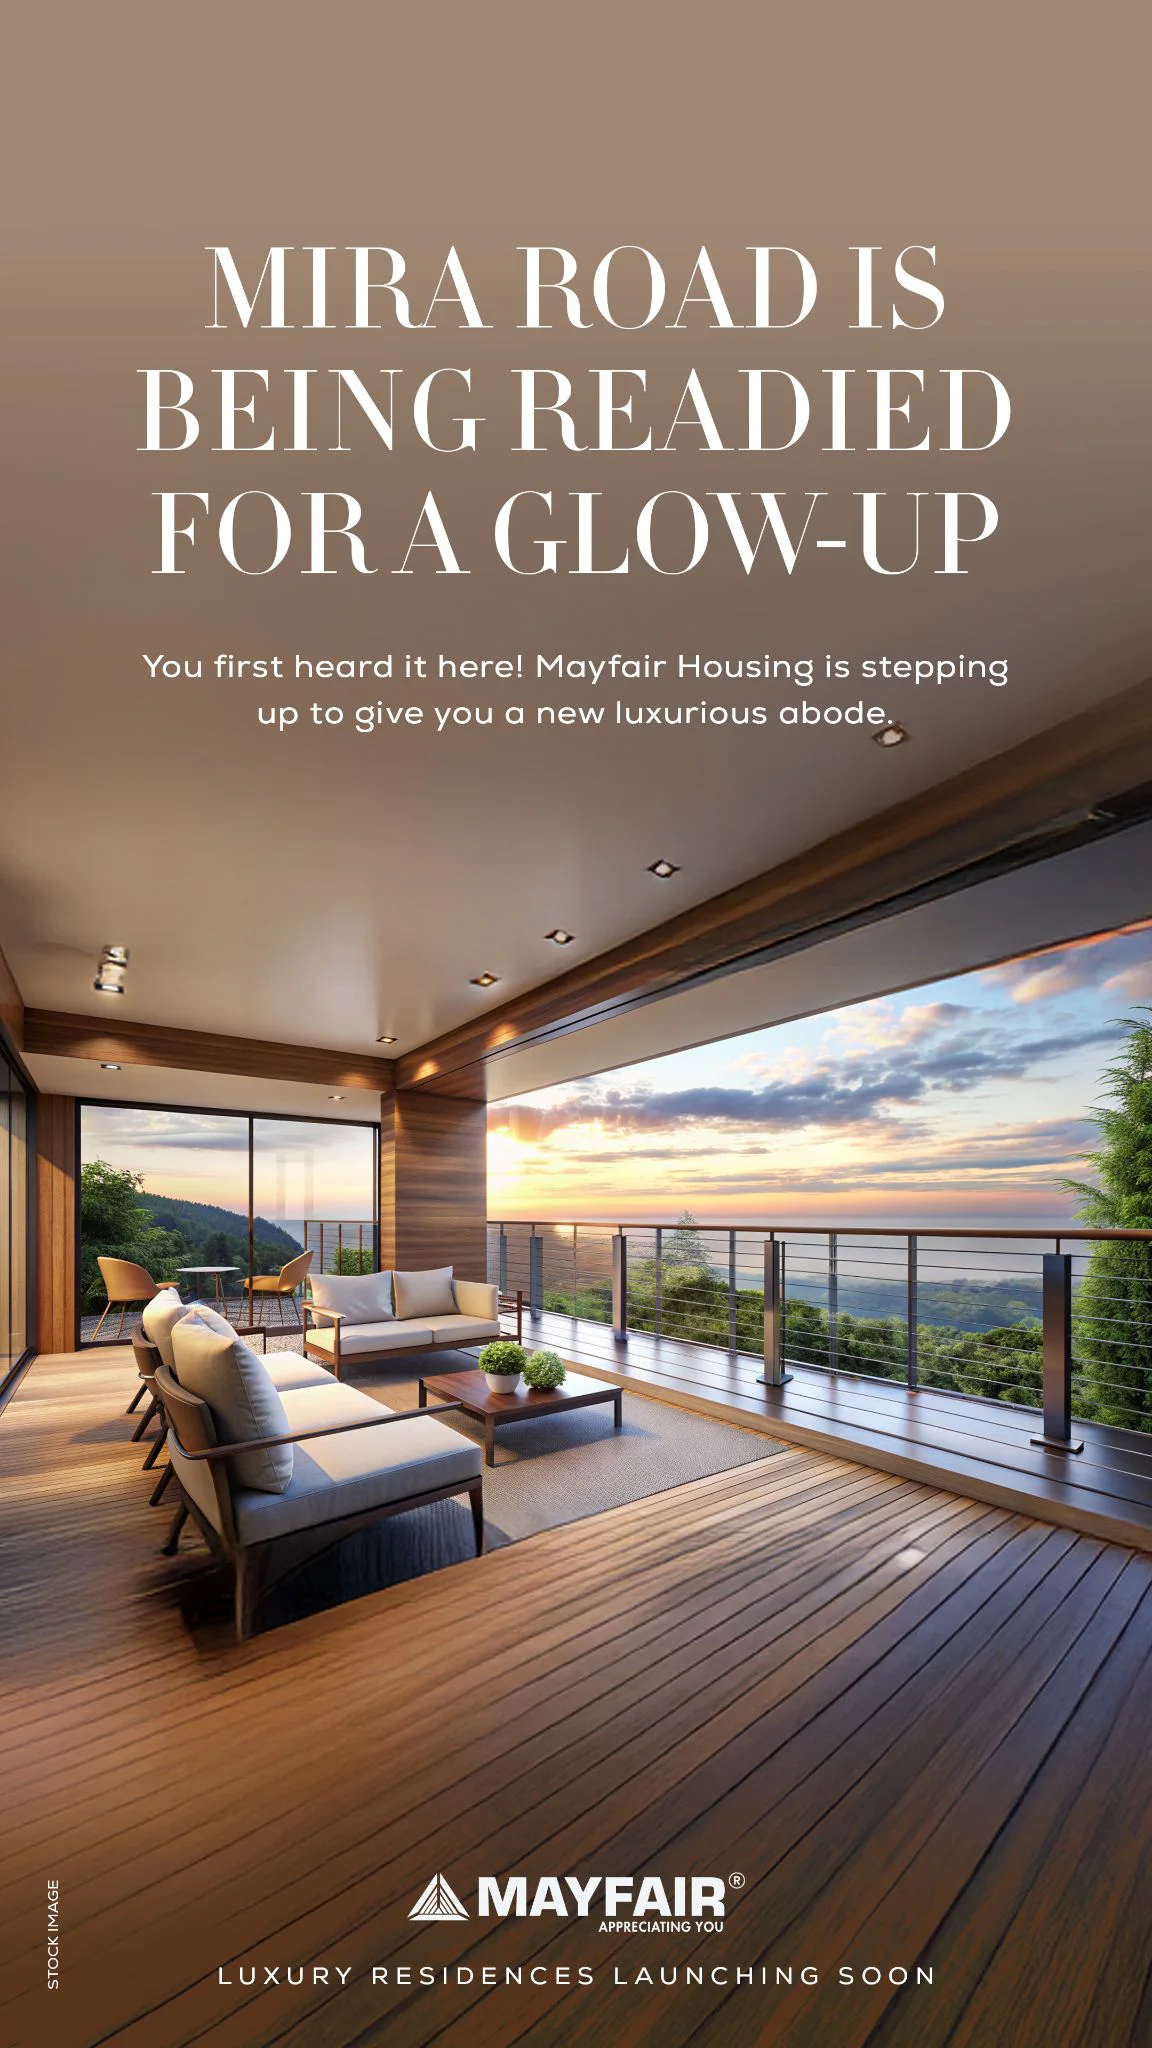 MIRA ROAD IS
BEING READIED
FOR A GLOW-UP
You first heard it here! Mayfair Housing is stepping
up to give you a new luxurious abode.
STOCK IMAGE
MAYFAIR®
APPRECIATING YOU
LUXURY RESIDENCES LAUNCHING SOON